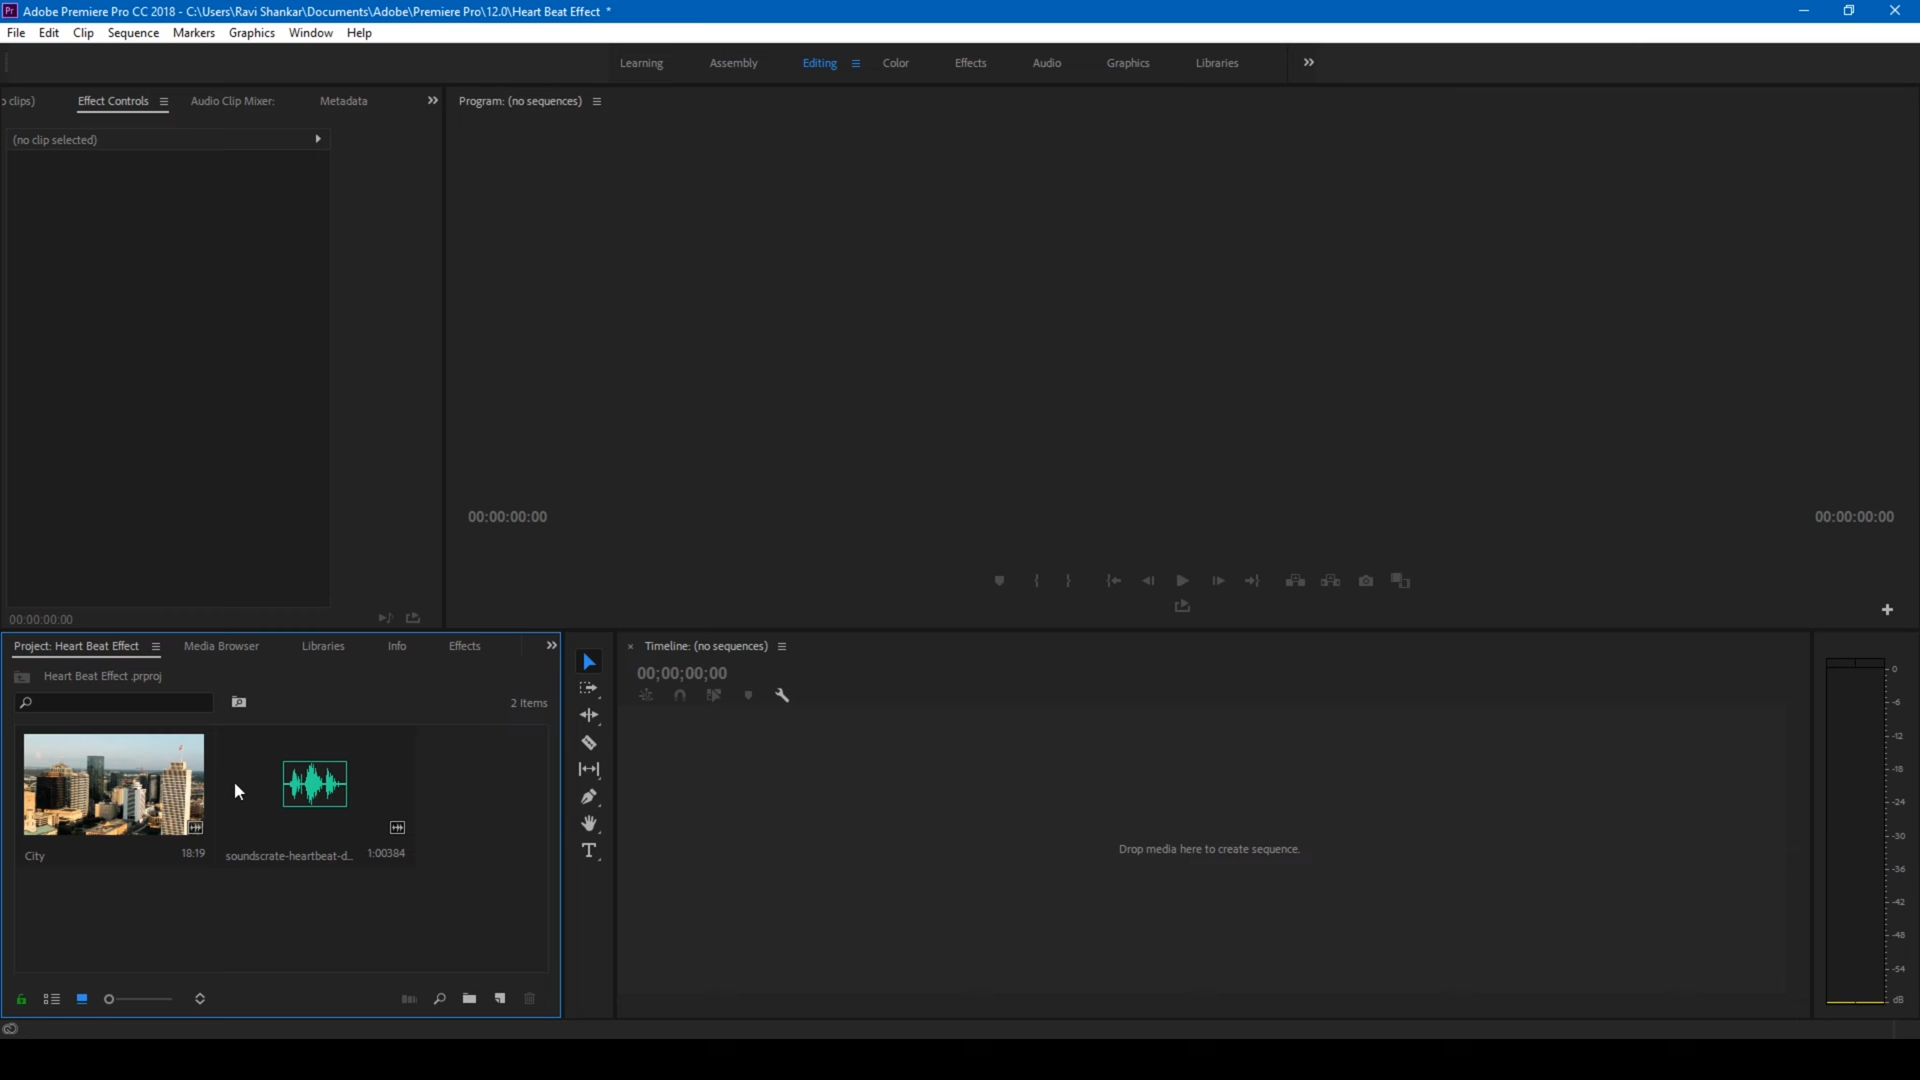 Adobe Premiere Pro CC 2018 - C:\Users\Ravi Shankar\Documents\Adobe\Premiere Pro\12.0\Heart Beat Effect *
File Edit Clip Sequence Markers Graphics Window Help
Learning Assembly Editing Color Effects Audio Graphics Libraries
clips) Effect Controls Audio Clip Mixer: Metadata
Program: (no sequences)
(no clip selected)
00:00:00:00 00:00:00:00
00:00:00:00
Project: Heart Beat Effect Media Browser Libraries Info Effects
Heart Beat Effect .prproj
2 Items
City 18:19
soundscrate-heartbeat-d... 1:00384
Timeline: (no sequences)
00;00;00;00
Drop media here to create sequence.
0
-6
-12
-18
-24
-30
-36
-42
-48
-54
dB